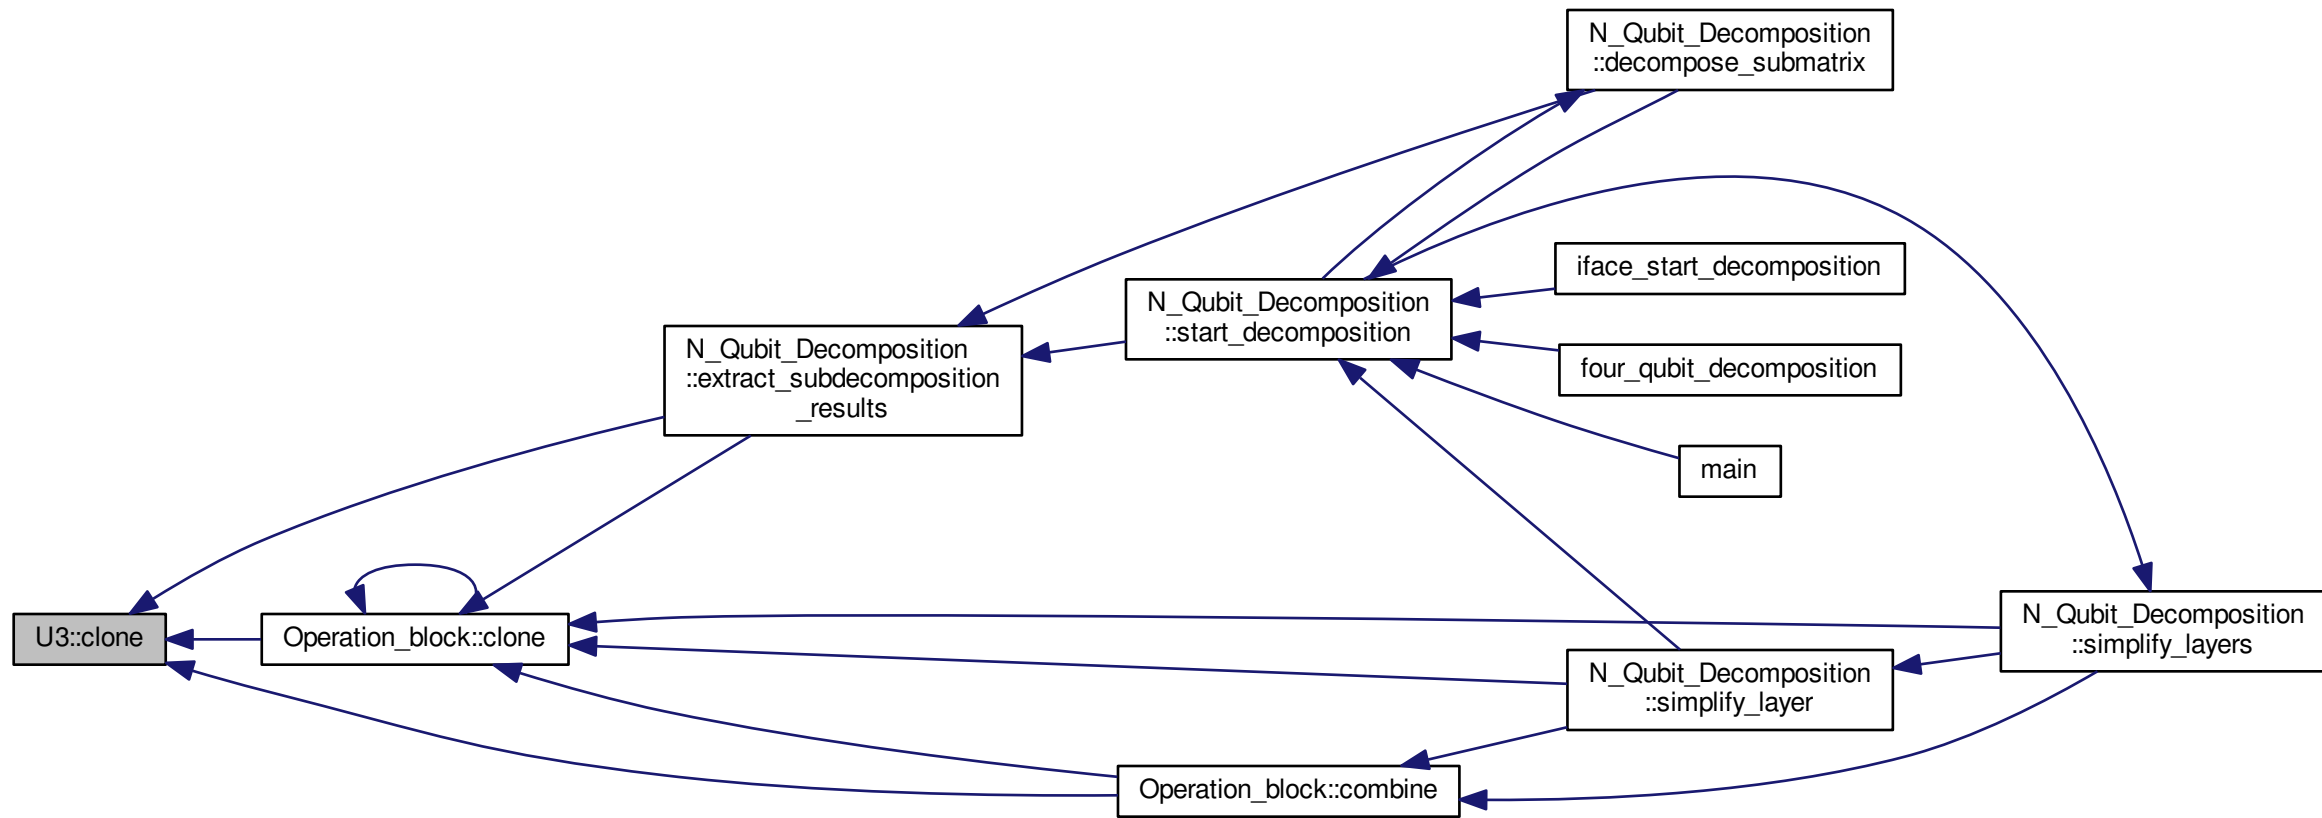 N_Qubit_Decomposition
::decompose_submatrix
iface_start_decomposition
N_Qubit_Decomposition
::start_decomposition
N_Qubit_Decomposition
::extract_subdecomposition
_results
four_qubit_decomposition
main
U3::clone
Operation_block::clone
N_Qubit_Decomposition
::simplify_layers
N_Qubit_Decomposition
::simplify_layer
Operation_block::combine